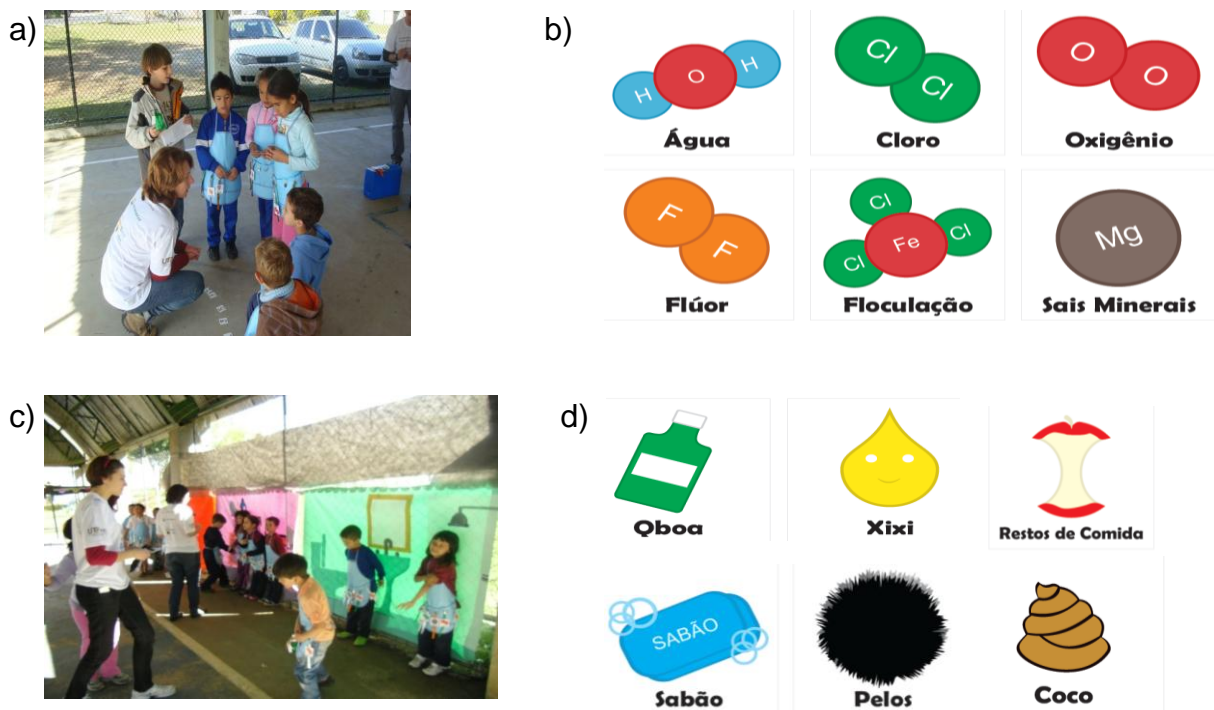 a)
b)
H O H
Água
Cl Cl
Cloro
O O
Oxigênio
F F
Flúor
Cl Cl Fe Cl
Floculação
Mg
Sais Minerais
c)
d)
Qboa
Xixi
Restos de Comida
SABÃO
Sabão
Pelos
Coco